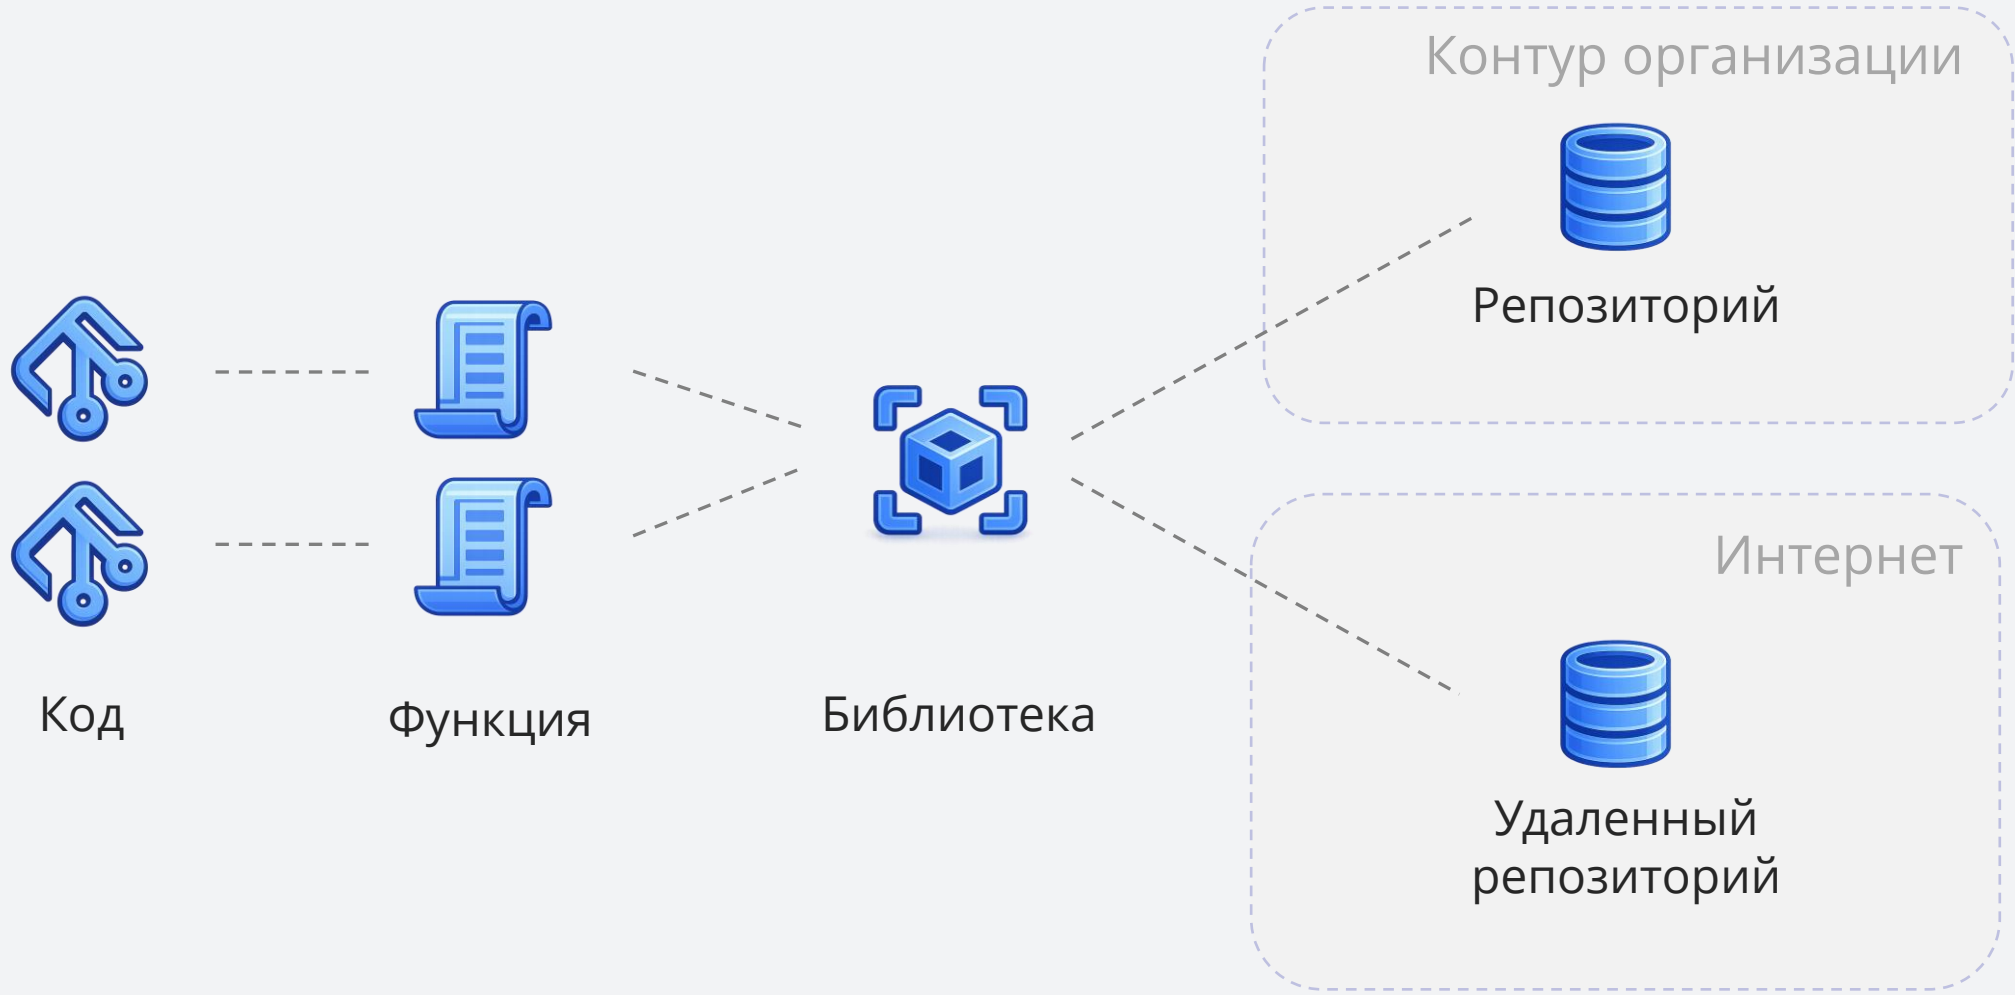 Контур организации
Репозиторий
Код
Функция
Библиотека
Интернет
Удаленный
репозиторий